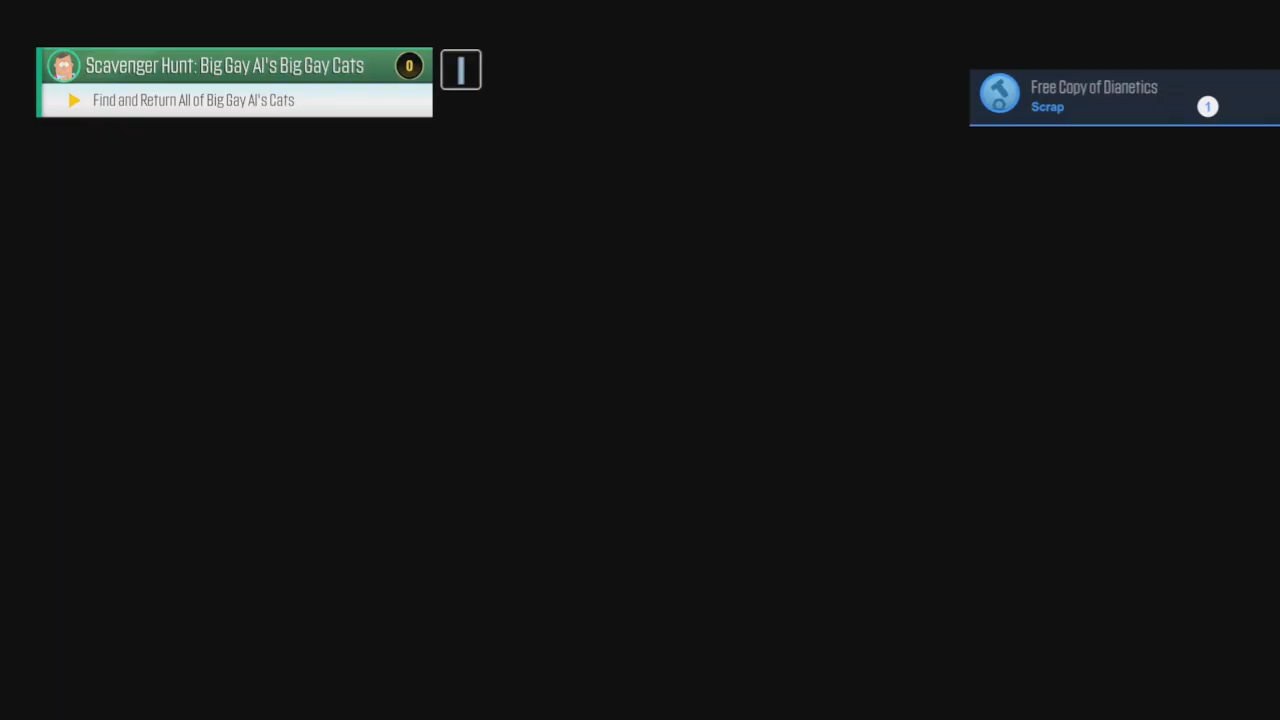 Scavenger Hunt: Big Gay Al's Big Gay Cats 0
I
Find and Return All of Big Gay Al's Cats
Free Copy of Dianetics
Scrap
1